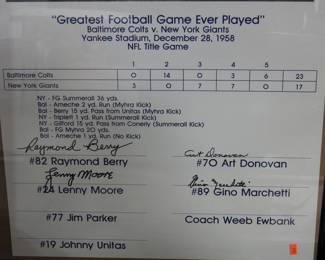 "Greatest Football Game Ever Played"
Baltimore Colts v. New York Giants
Yankee Stadium, December 28, 1958
NFL Title Game
1 2 3 4 5
Baltimore Colts 0 14 0 3 6 23
New York Giants 3 0 7 7 0 17
NY - FG Summerall 36 yds.
Bal - Ameche 2 yd. Run (Myhra Kick)
Bal - Berry 15 yd. Pass from Unitas (Myhra Kick)
NY - Triplett 1 yd. Run (Summerall Kick)
NY - Gifford 15 yd. Pass from Conerly (Summerall Kick)
Bal - FG Myhra 20 yds.
Bal - Ameche 1 yd. Run (No Kick)
Raymond Berry Art Donovan
#82 Raymond Berry #70 Art Donovan
Lenny Moore Gino Marchetti
#24 Lenny Moore #89 Gino Marchetti
#77 Jim Parker Coach Weeb Ewbank
#19 Johnny Unitas